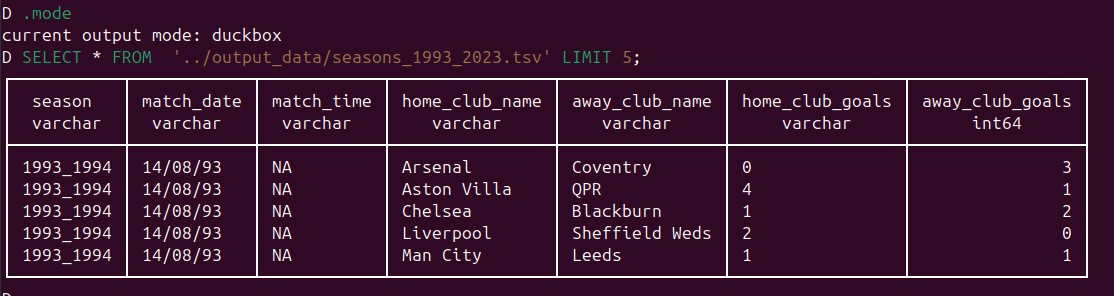 D .mode
current output mode: duckbox
D SELECT * FROM  '../output_data/seasons_1993_2023.tsv' LIMIT 5;
season match_date match_time home_club_name away_club_name home_club_goals away_club_goals
varchar varchar varchar varchar varchar varchar int64
1993_1994 14/08/93 NA Arsenal Coventry 0 3
1993_1994 14/08/93 NA Aston Villa QPR 4 1
1993_1994 14/08/93 NA Chelsea Blackburn 1 2
1993_1994 14/08/93 NA Liverpool Sheffield Weds 2 0
1993_1994 14/08/93 NA Man City Leeds 1 1